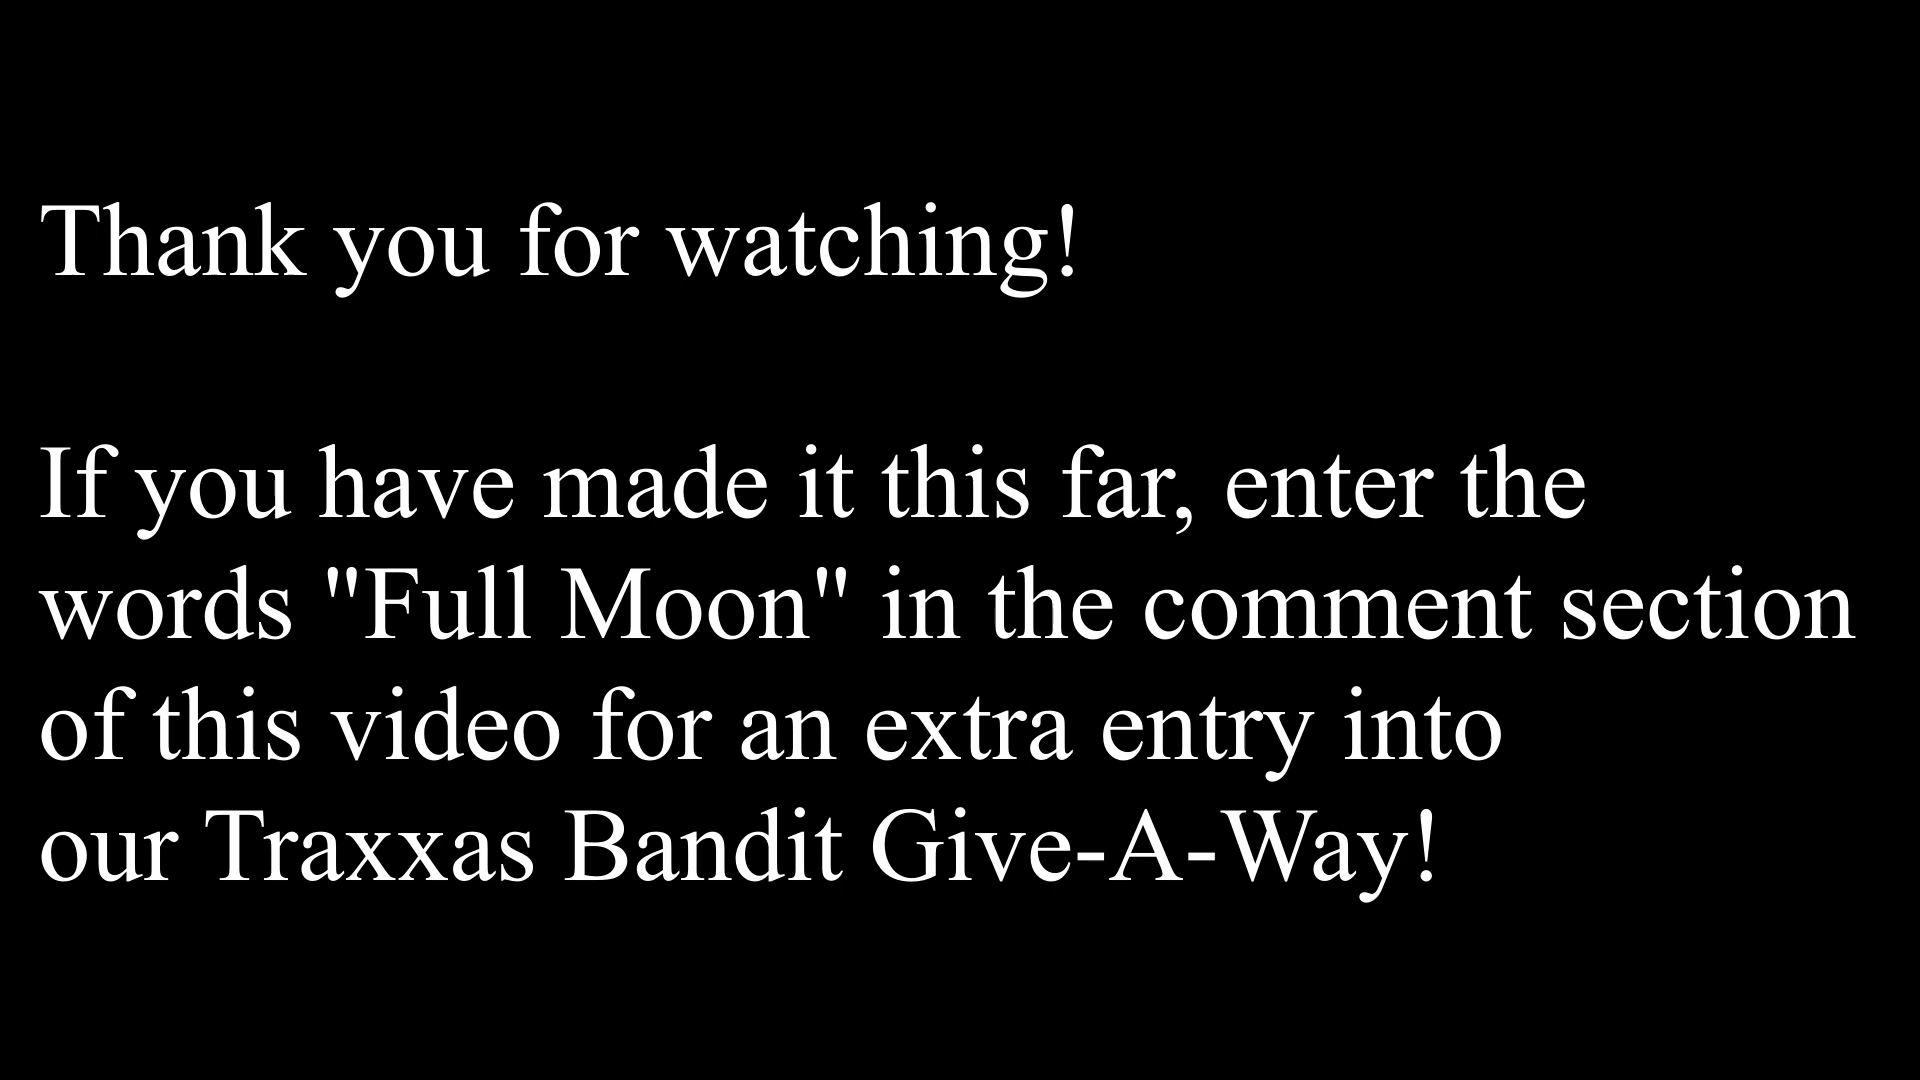 Thank you for watching!
If you have made it this far, enter the
words "Full Moon" in the comment section
of this video for an extra entry into
our Traxxas Bandit Give-A-Way!